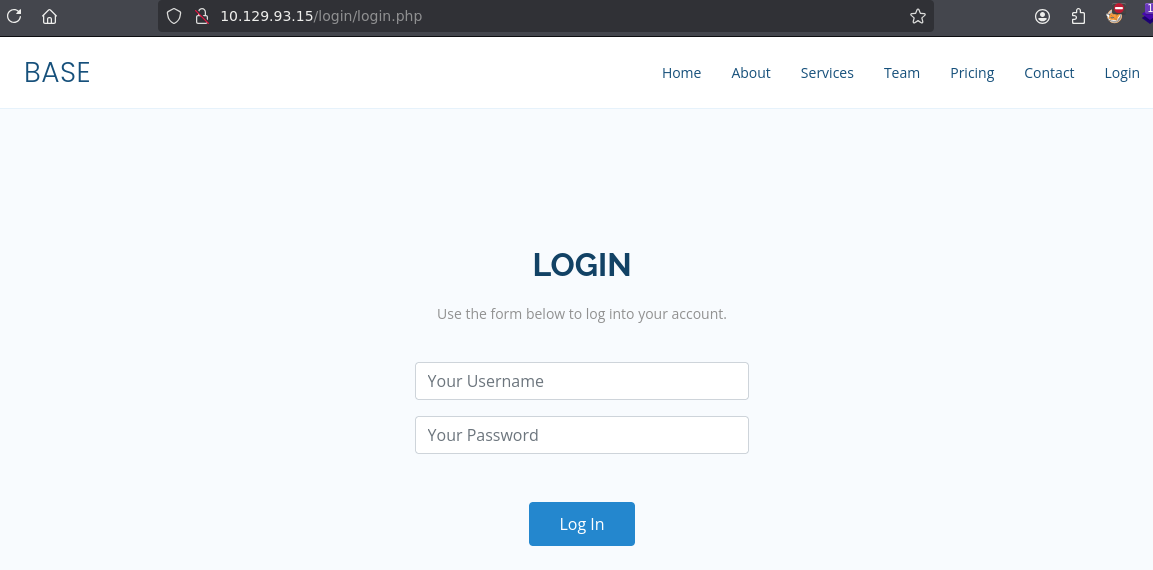 10.129.93.15/login/login.php
1
BASE
Home About Services Team Pricing Contact Login
LOGIN
Use the form below to log into your account.
Your Username
Your Password
Log In